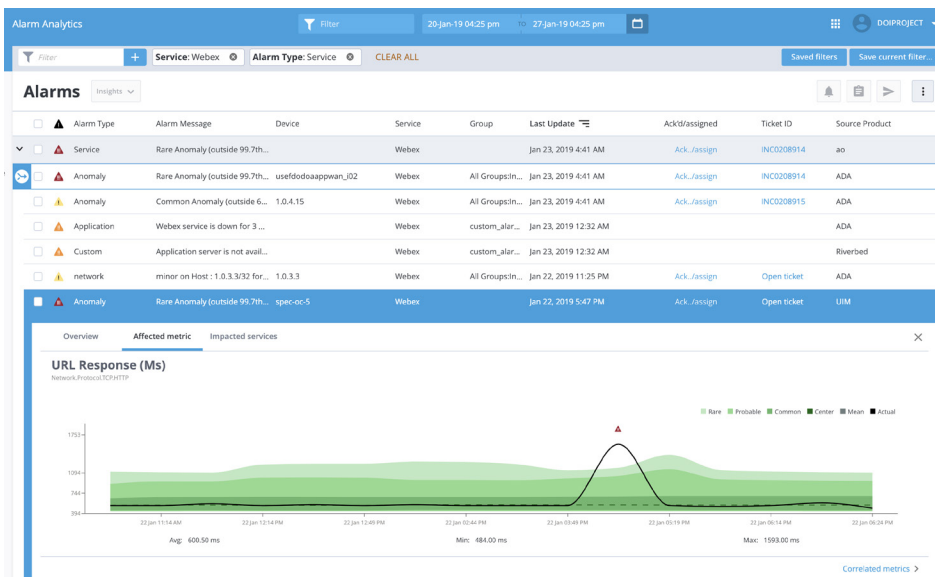 Alarm Analytics Filter 20-Jan-19 04:25 pm TO 27-Jan-19 04:25 pm DOIPROJECT
Filter + Service: Webex Alarm Type: Service CLEAR ALL Saved filters Save current filter...
Alarms Insights
Alarm Type Alarm Message Device Service Group Last Update Ack'd/assigned Ticket ID Source Product
Service Rare Anomaly (outside 99.7th... Webex Jan 23, 2019 4:41 AM Ack../assign INC0208914 ao
Anomaly Rare Anomaly (outside 99.7th... usefdodoaappwan_i02 Webex All Groups:In... Jan 23, 2019 4:41 AM Ack../assign INC0208914 ADA
Anomaly Common Anomaly (outside 6... 1.0.4.15 Webex All Groups:In... Jan 23, 2019 4:41 AM Ack../assign INC0208915 ADA
Application Webex service is down for 3 ... Webex custom_alar... Jan 23, 2019 12:32 AM ADA
Custom Application server is not avail... Webex custom_alar... Jan 23, 2019 12:32 AM Riverbed
network minor on Host : 1.0.3.3/32 for... 1.0.3.3 Webex All Groups:In... Jan 22, 2019 11:25 PM Ack../assign Open ticket ADA
Anomaly Rare Anomaly (outside 99.7th... spec-oc-5 Webex Jan 22, 2019 5:47 PM Ack../assign Open ticket UIM
Overview Affected metric Impacted services
URL Response (Ms)
Network.Protocol.TCP.HTTP
Rare Probable Common Center Mean Actual
1753
1094
744
394
22 Jan 11:14 AM 22 Jan 12:14 PM 22 Jan 12:49 PM 22 Jan 02:44 PM 22 Jan 03:49 PM 22 Jan 05:19 PM 22 Jan 06:14 PM 22 Jan 06:24 PM
Avg: 600.50 ms Min: 484.00 ms Max: 1593.00 ms
Correlated metrics >